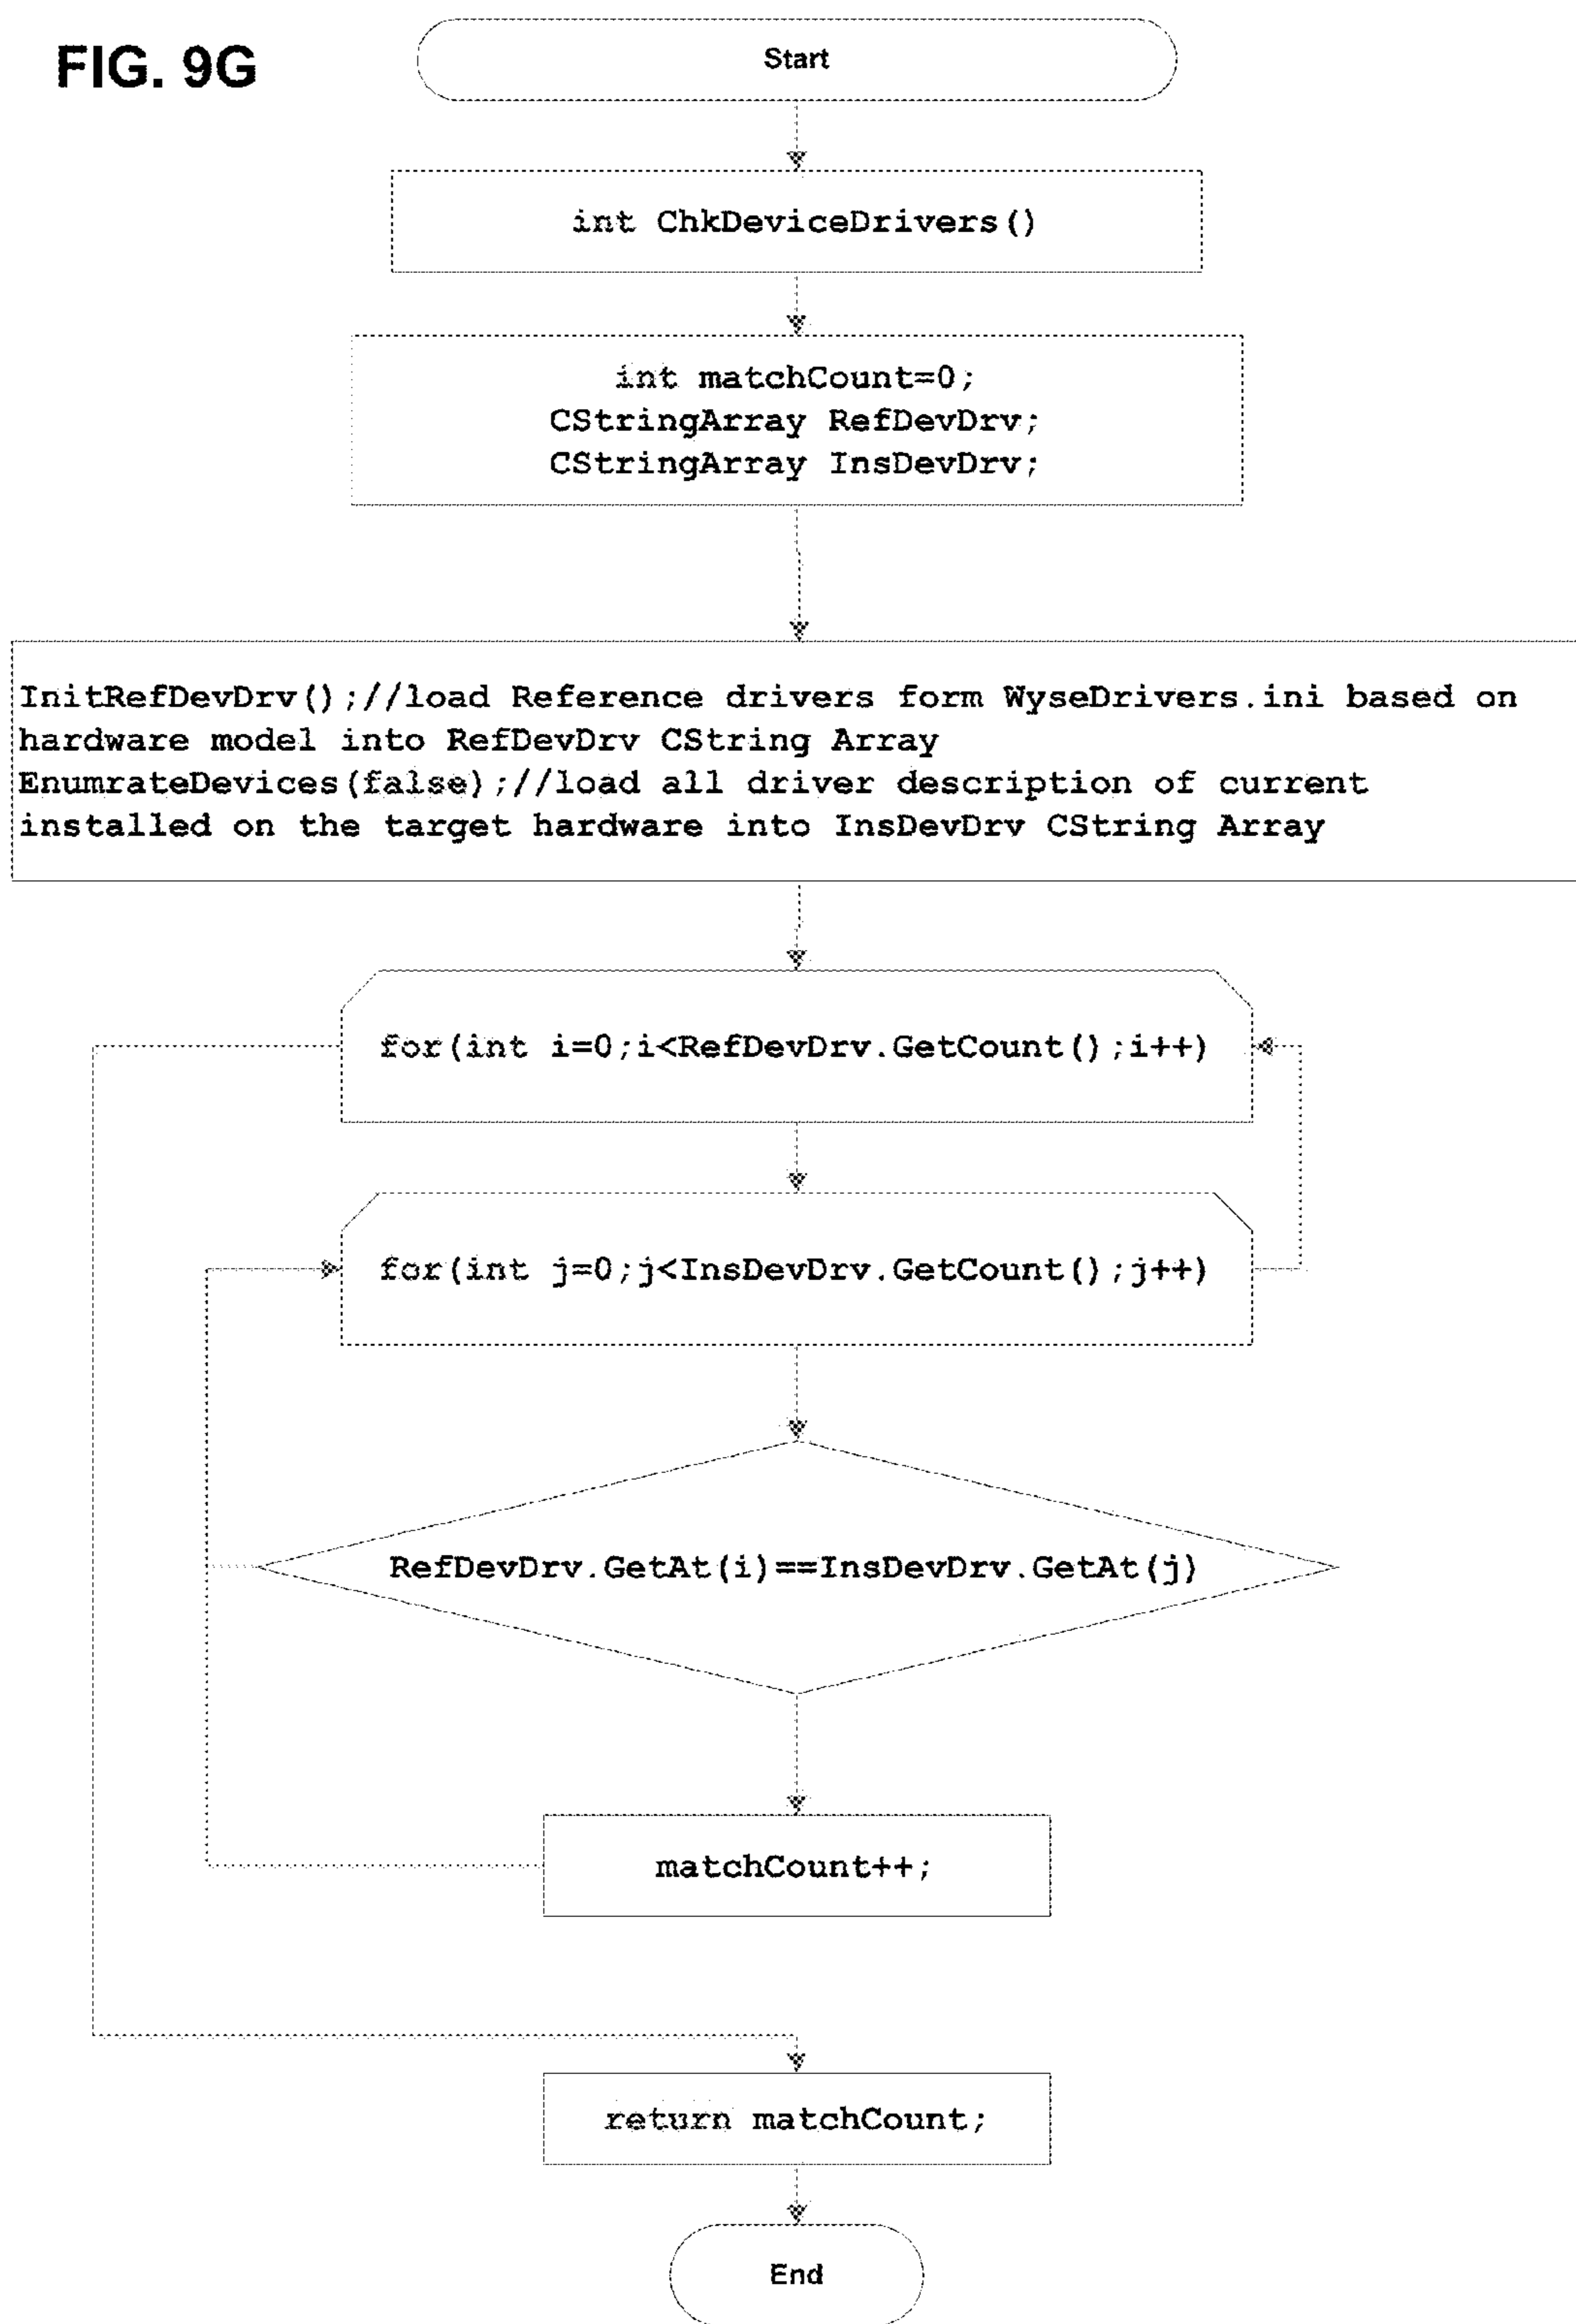 FIG. 9G
Start
int ChkDeviceDrivers()
int matchCount=0;
CStringArray RefDevDrv;
CStringArray InsDevDrv;
InitRefDevDrv();//load Reference drivers form WyseDrivers.ini based on
hardware model into RefDevDrv CString Array
EnumrateDevices(false);//load all driver description of current
installed on the target hardware into InsDevDrv CString Array
for(int i=0;i<RefDevDrv.GetCount();i++)
for(int j=0;j<InsDevDrv.GetCount();j++)
RefDevDrv.GetAt(i)==InsDevDrv.GetAt(j)
matchCount++;
return matchCount;
End